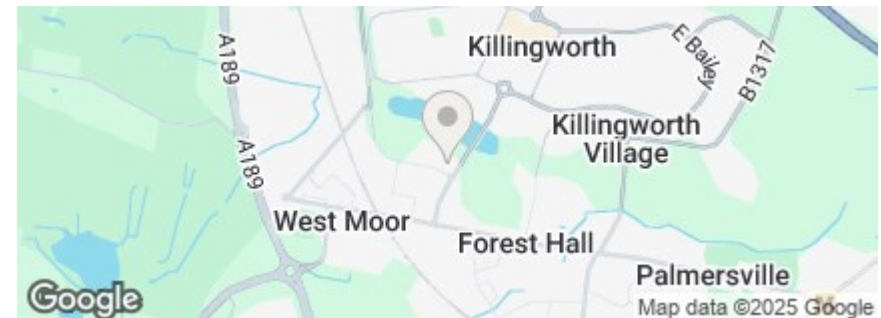 A189
Killingworth
E Bailey
B1317
A189
Killingworth
Village
West Moor
Forest Hall
Palmersville
Google
Map data ©2025 Google